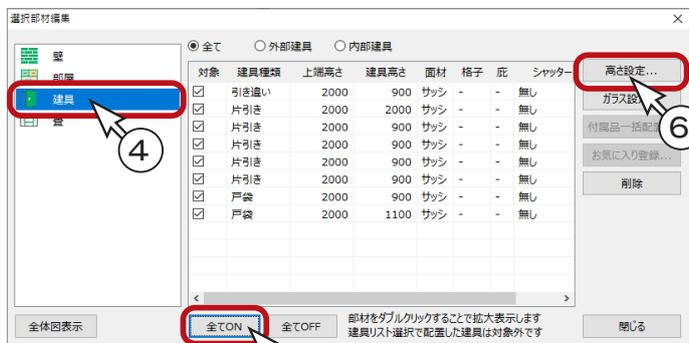 選択部材編集
壁
部屋
建具
畳
④
全て 外部建具 内部建具
対象 建具種類 上端高さ 建具高さ 面材 格子 庇 シャッター
引き違い 2000 900 サッシ - - 無し
片引き 2000 2000 サッシ - - 無し
片引き 2000 900 サッシ - - 無し
片引き 2000 900 サッシ - - 無し
片引き 2000 900 サッシ - - 無し
戸袋 2000 900 サッシ - - 無し
戸袋 2000 1100 サッシ - - 無し
高さ設定...
ガラス設
⑥
付属品一括配
お気に入り登録...
削除
全体図表示
全てON
全てOFF
部材をダブルクリックすることで拡大表示します
建具リスト選択で配置した建具は対象外です
閉じる